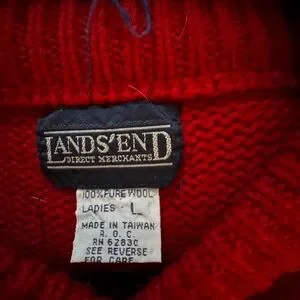 LANDS'END
DIRECT MERCHANTS
100% PURE WOOL
LADIES - L
MADE IN TAIWAN
R. O. C.
RN 62830
SEE REVERSE
FOR CARE